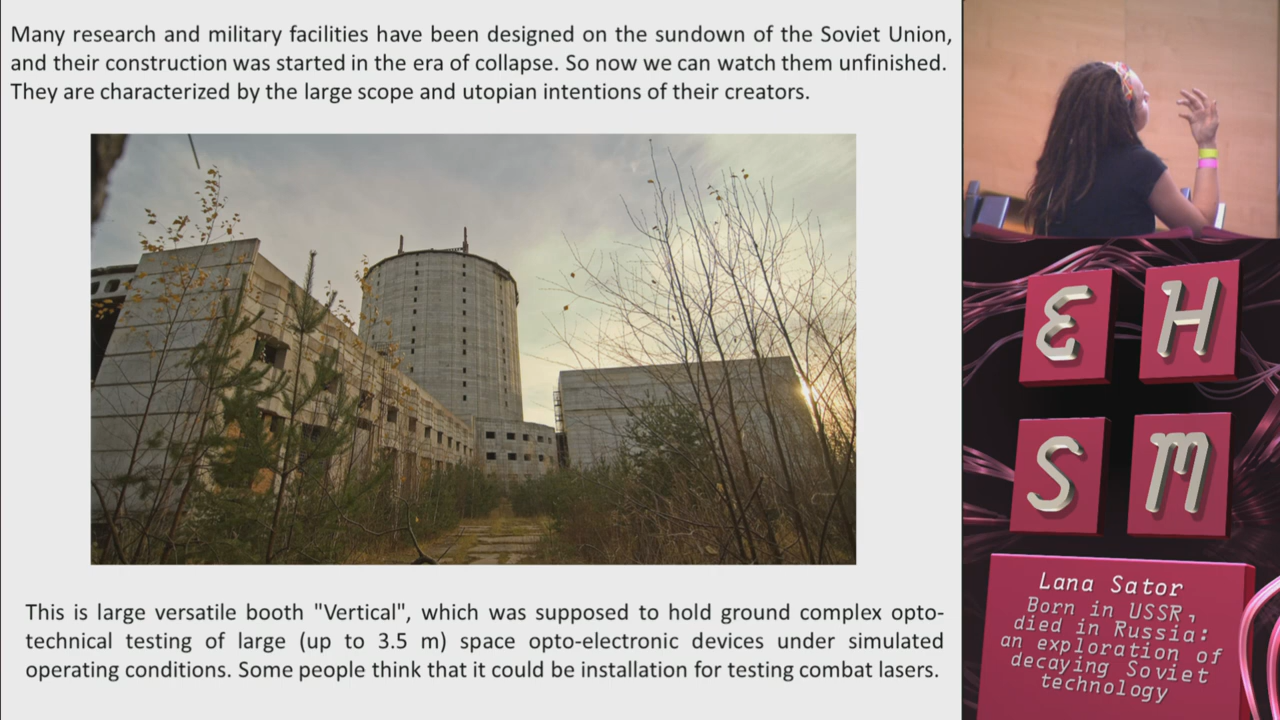 Many research and military facilities have been designed on the sundown of the Soviet Union,
and their construction was started in the era of collapse. So now we can watch them unfinished.
They are characterized by the large scope and utopian intentions of their creators.
This is large versatile booth "Vertical", which was supposed to hold ground complex opto-
technical testing of large (up to 3.5 m) space opto-electronic devices under simulated
operating conditions. Some people think that it could be installation for testing combat lasers.
E H
S M
Lana Sator
Born in USSR,
died in Russia:
an exploration of
decaying Soviet
technology